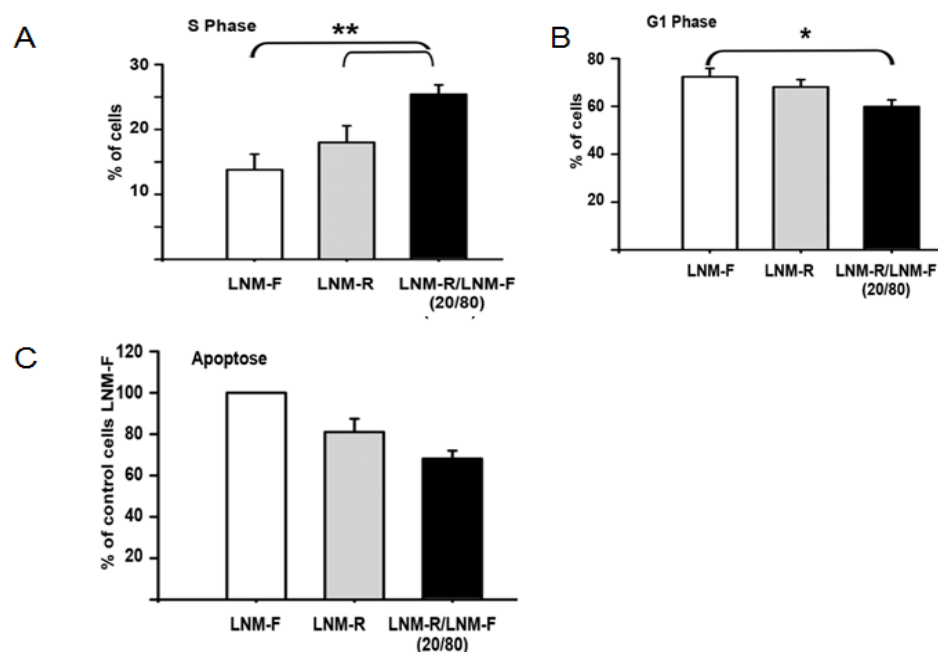 A
S Phase
**
% of cells
30
20
10
LNM-F
LNM-R
LNM-R/LNM-F
(20/80)
B
G1 Phase
*
% of cells
80
60
40
20
LNM-F
LNM-R
LNM-R/LNM-F
(20/80)
C
Apoptose
% of control cells LNM-F
120
100
80
60
40
20
LNM-F
LNM-R
LNM-R/LNM-F
(20/80)